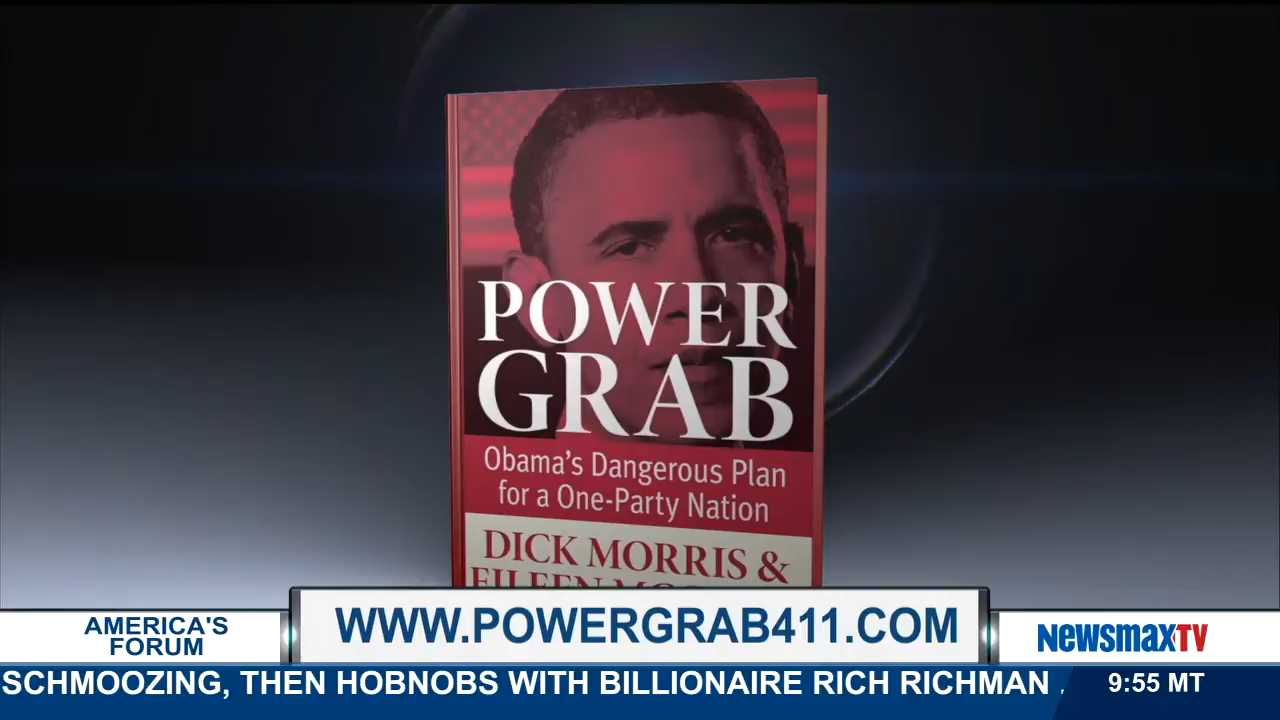 POWER
GRAB
Obama's Dangerous Plan
for a One-Party Nation
DICK MORRIS &
EILEEN
WWW.POWERGRAB411.COM
AMERICA'S
FORUM
NEWSMAXTV
SCHMOOZING, THEN HOBNOBS WITH BILLIONAIRE RICH RICHMAN
9:55 MT